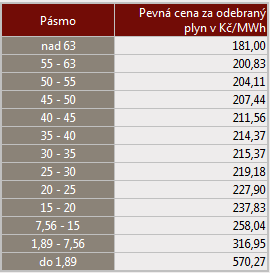 Pásmo Pevná cena za odebraný
plyn v Kč/MWh
nad 63 181,00
55 - 63 200,83
50 - 55 204,11
45 - 50 207,44
40 - 45 211,56
35 - 40 214,37
30 - 35 215,37
25 - 30 219,18
20 - 25 227,90
15 - 20 237,83
7,56 - 15 258,04
1,89 - 7,56 316,95
do 1,89 570,27